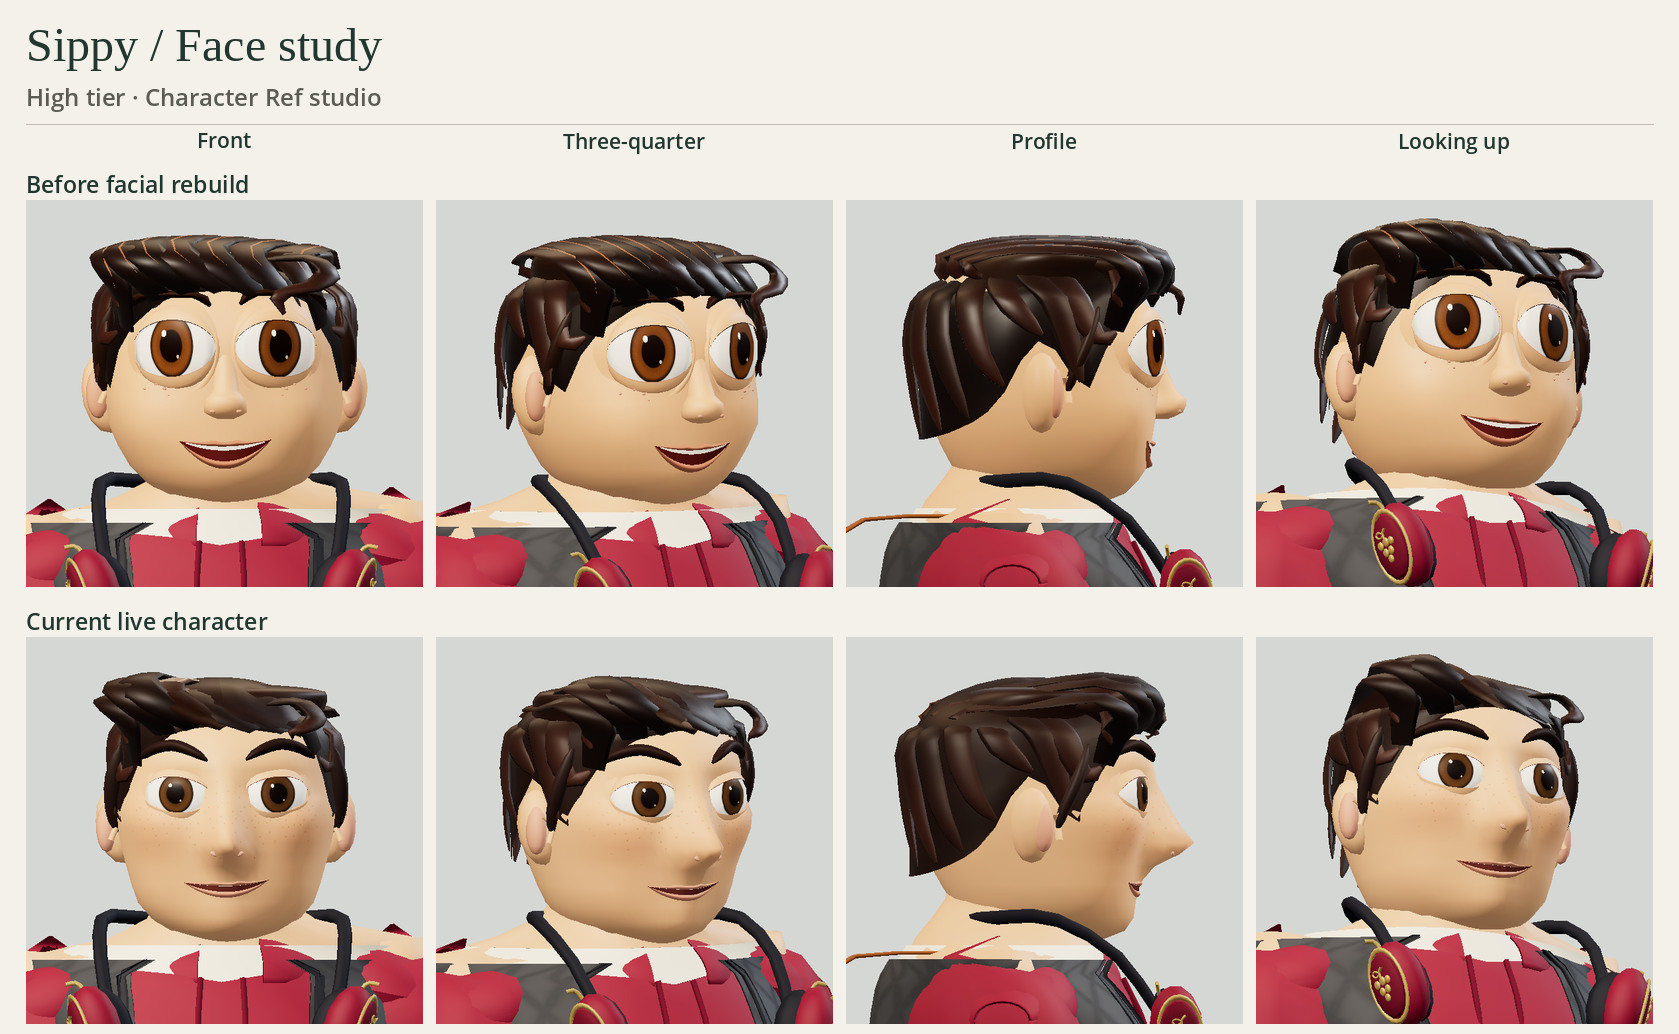 Sippy / Face study
High tier · Character Ref studio
Front Three-quarter Profile Looking up
Before facial rebuild
Current live character